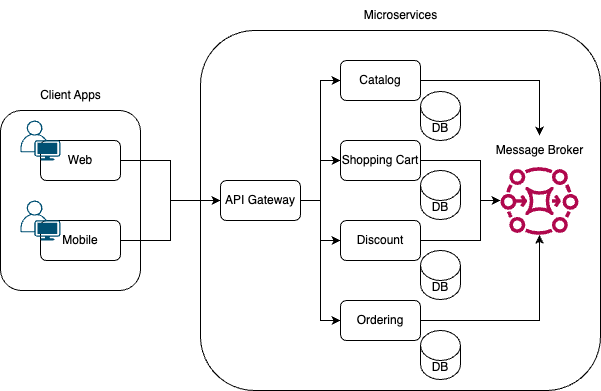 Microservices
Client Apps
Web
Mobile
API Gateway
Catalog
DB
Shopping Cart
DB
Discount
DB
Ordering
DB
Message Broker